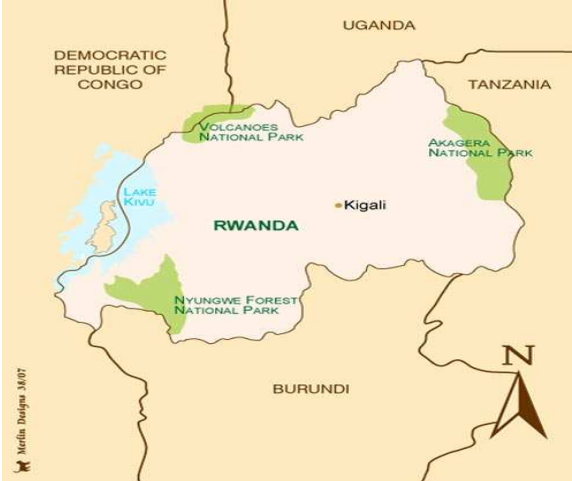 UGANDA
DEMOCRATIC
REPUBLIC OF
CONGO
TANZANIA
VOLCANOES
NATIONAL PARK
AKAGERA
NATIONAL PARK
LAKE
KIVU
Kigali
RWANDA
NYUNGWE FOREST
NATIONAL PARK
N
BURUNDI
Merlin Designs 38/07